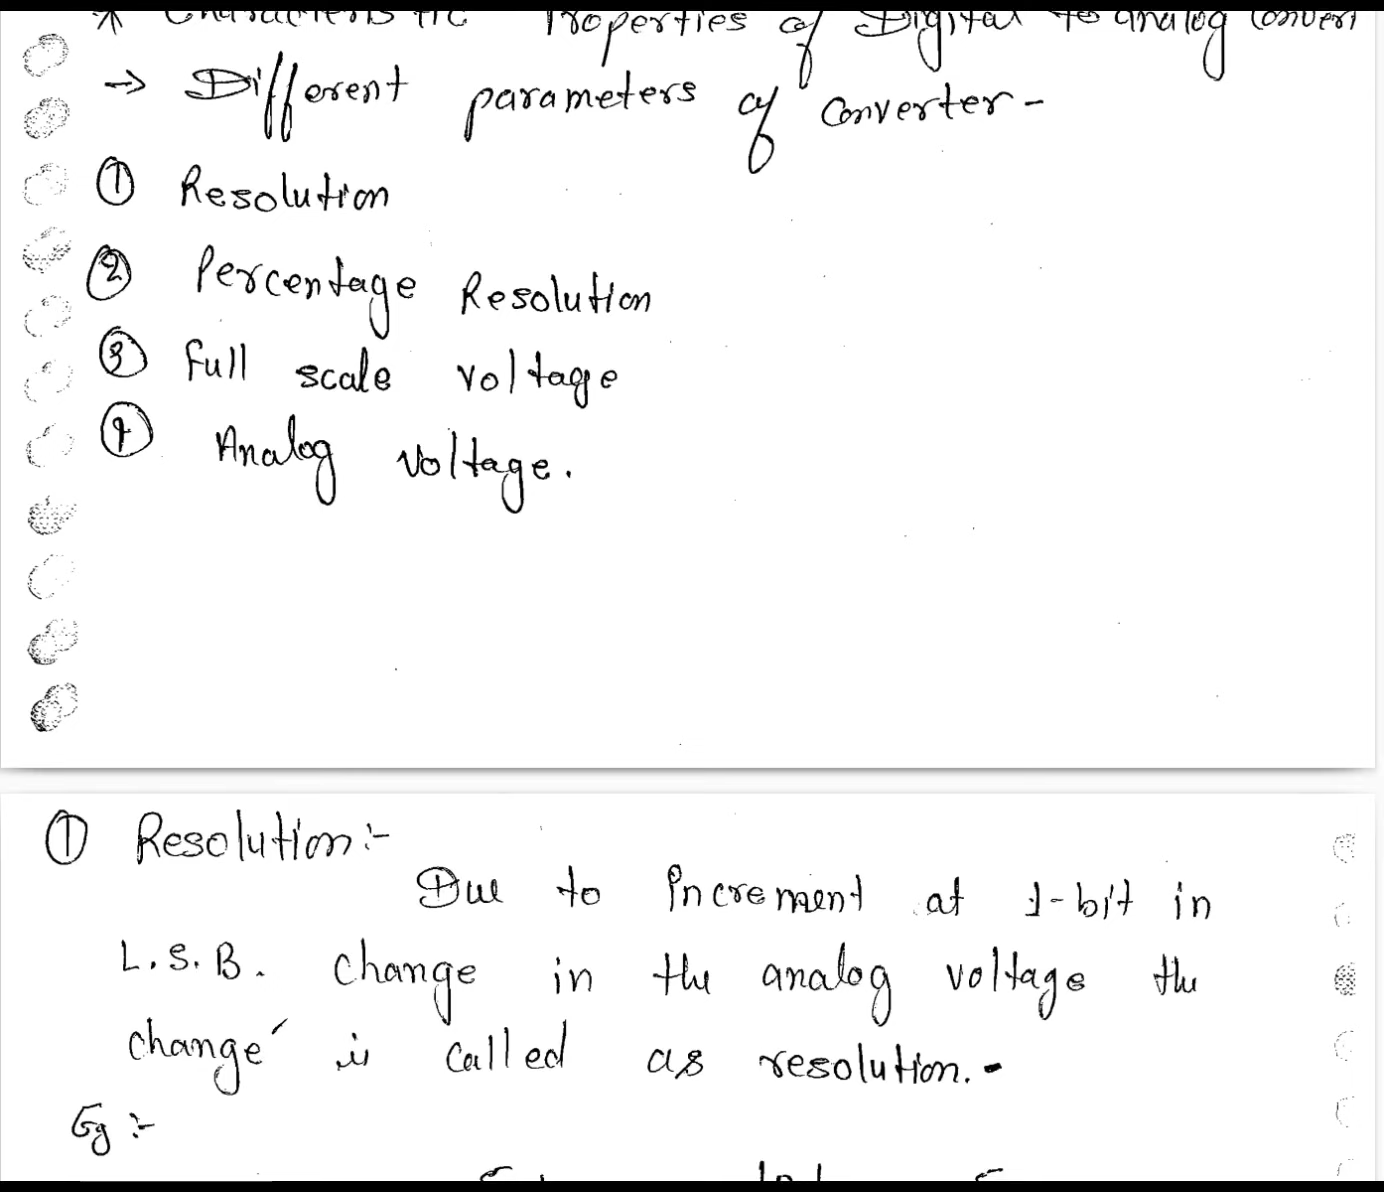 * Characteristic Properties of Digital to analog Convert
→ Different parameters of Converter -
① Resolution
② Percentage Resolution
③ Full scale voltage
④ Analog voltage.
① Resolution :-
Due to Increment at 1-bit in
L.S.B. change in the analog voltage the
change is called as resolution. -
Eg :-